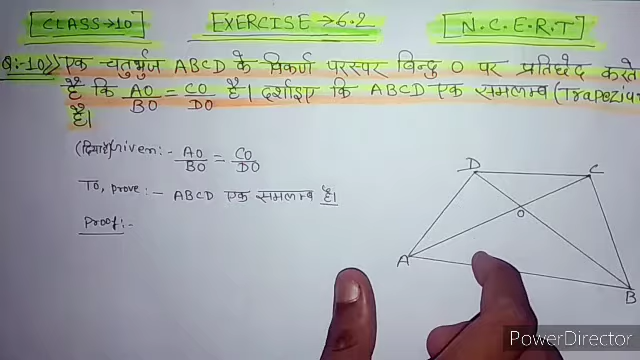 [CLASS→10] [EXERCISE→6.2] [N.C.E.R.T]
Q:-10>> एक चतुर्भुज ABCD के विकर्ण परस्पर बिन्दु O पर प्रतिछेद करते
है कि AO/BO = CO/DO है। दर्शाइए कि ABCD एक समलम्ब (Trapezium
है।
(दिया है) Given:- AO/BO = CO/DO
To, prove:- ABCD एक समलम्ब है।
Proof:-
D C
O
A
B
PowerDirector